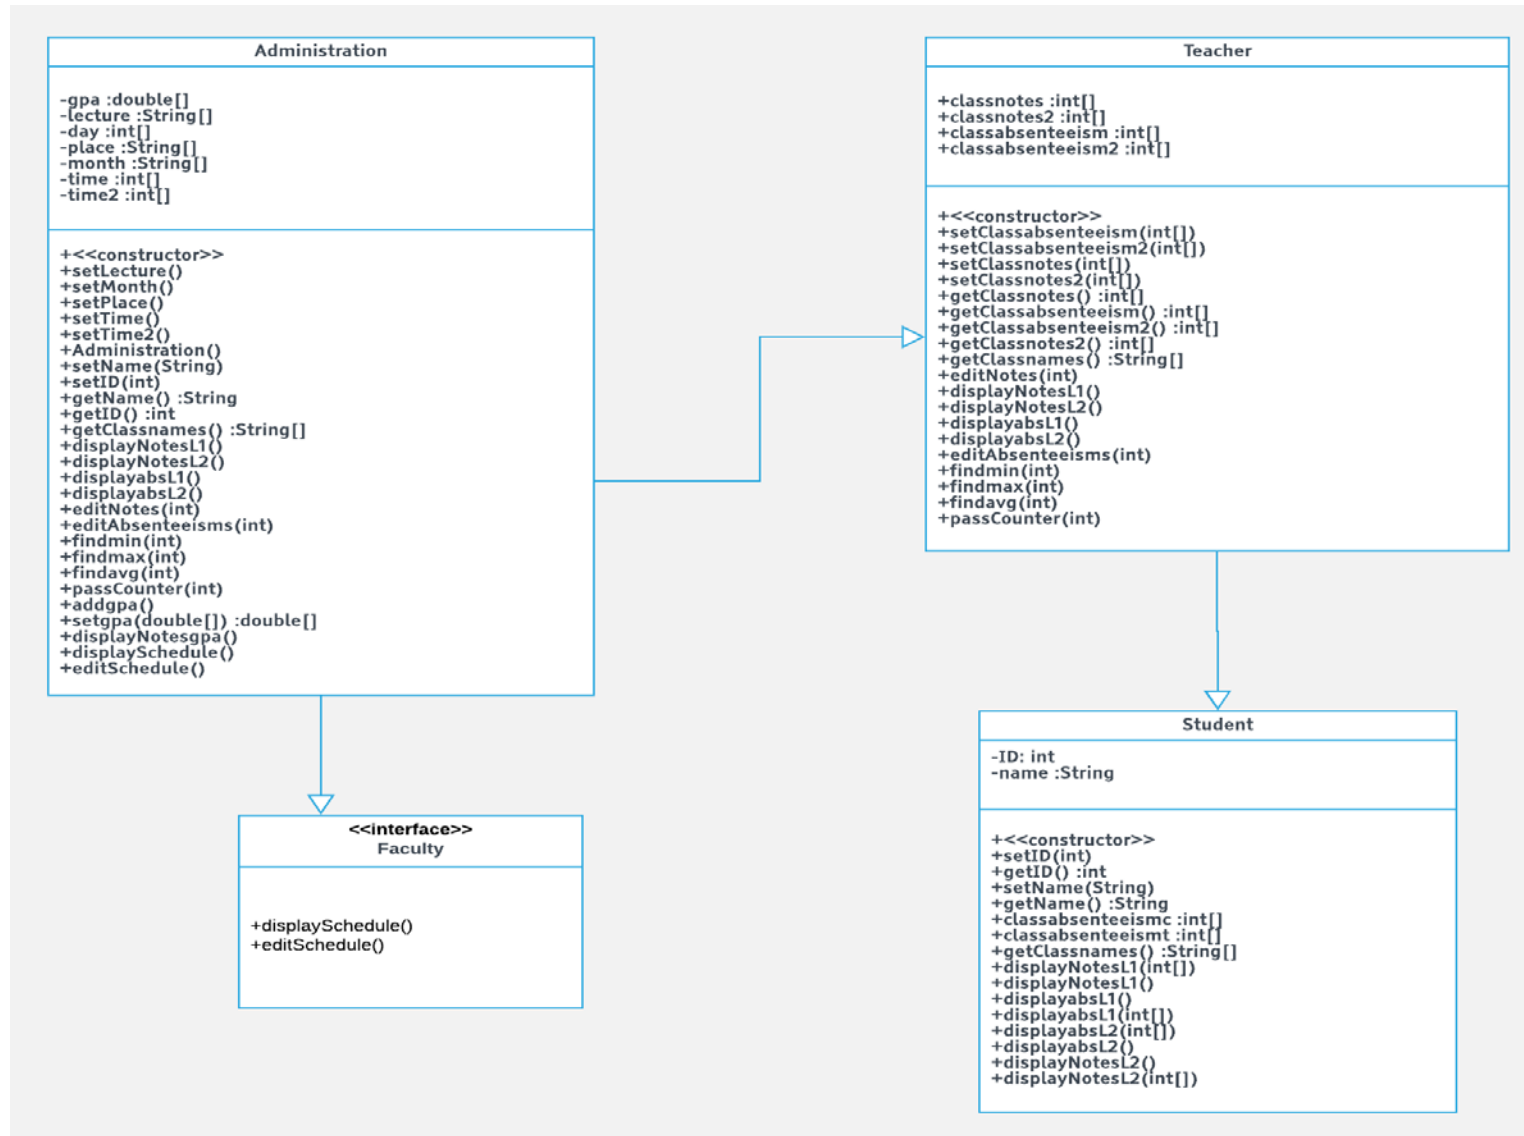 Administration
-gpa :double[]
-lecture :String[]
-day :int[]
-place :String[]
-month :String[]
-time :int[]
-time2 :int[]
+<<constructor>>
+setLecture()
+setMonth()
+setPlace()
+setTime()
+setTime2()
+Administration()
+setName(String)
+setID(int)
+getName() :String
+getID() :int
+getClassnames() :String[]
+displayNotesL1()
+displayNotesL2()
+displayabsL1()
+displayabsL2()
+editNotes(int)
+editAbsenteeisms(int)
+findmin(int)
+findmax(int)
+findavg(int)
+passCounter(int)
+addgpa()
+setgpa(double[]) :double[]
+displayNotesgpa()
+displaySchedule()
+editSchedule()
Teacher
+classnotes :int[]
+classnotes2 :int[]
+classabsenteeism :int[]
+classabsenteeism2 :int[]
+<<constructor>>
+setClassabsenteeism(int[])
+setClassabsenteeism2(int[])
+setClassnotes(int[])
+setClassnotes2(int[])
+getClassnotes() :int[]
+getClassabsenteeism() :int[]
+getClassabsenteeism2() :int[]
+getClassnotes2() :int[]
+getClassnames() :String[]
+editNotes(int)
+displayNotesL1()
+displayNotesL2()
+displayabsL1()
+displayabsL2()
+editAbsenteeisms(int)
+findmin(int)
+findmax(int)
+findavg(int)
+passCounter(int)
<<interface>>
Faculty
+displaySchedule()
+editSchedule()
Student
-ID: int
-name :String
+<<constructor>>
+setID(int)
+getID() :int
+setName(String)
+getName() :String
+classabsenteeismc :int[]
+classabsenteeismt :int[]
+getClassnames() :String[]
+displayNotesL1(int[])
+displayNotesL1()
+displayabsL1()
+displayabsL1(int[])
+displayabsL2(int[])
+displayabsL2()
+displayNotesL2()
+displayNotesL2(int[])